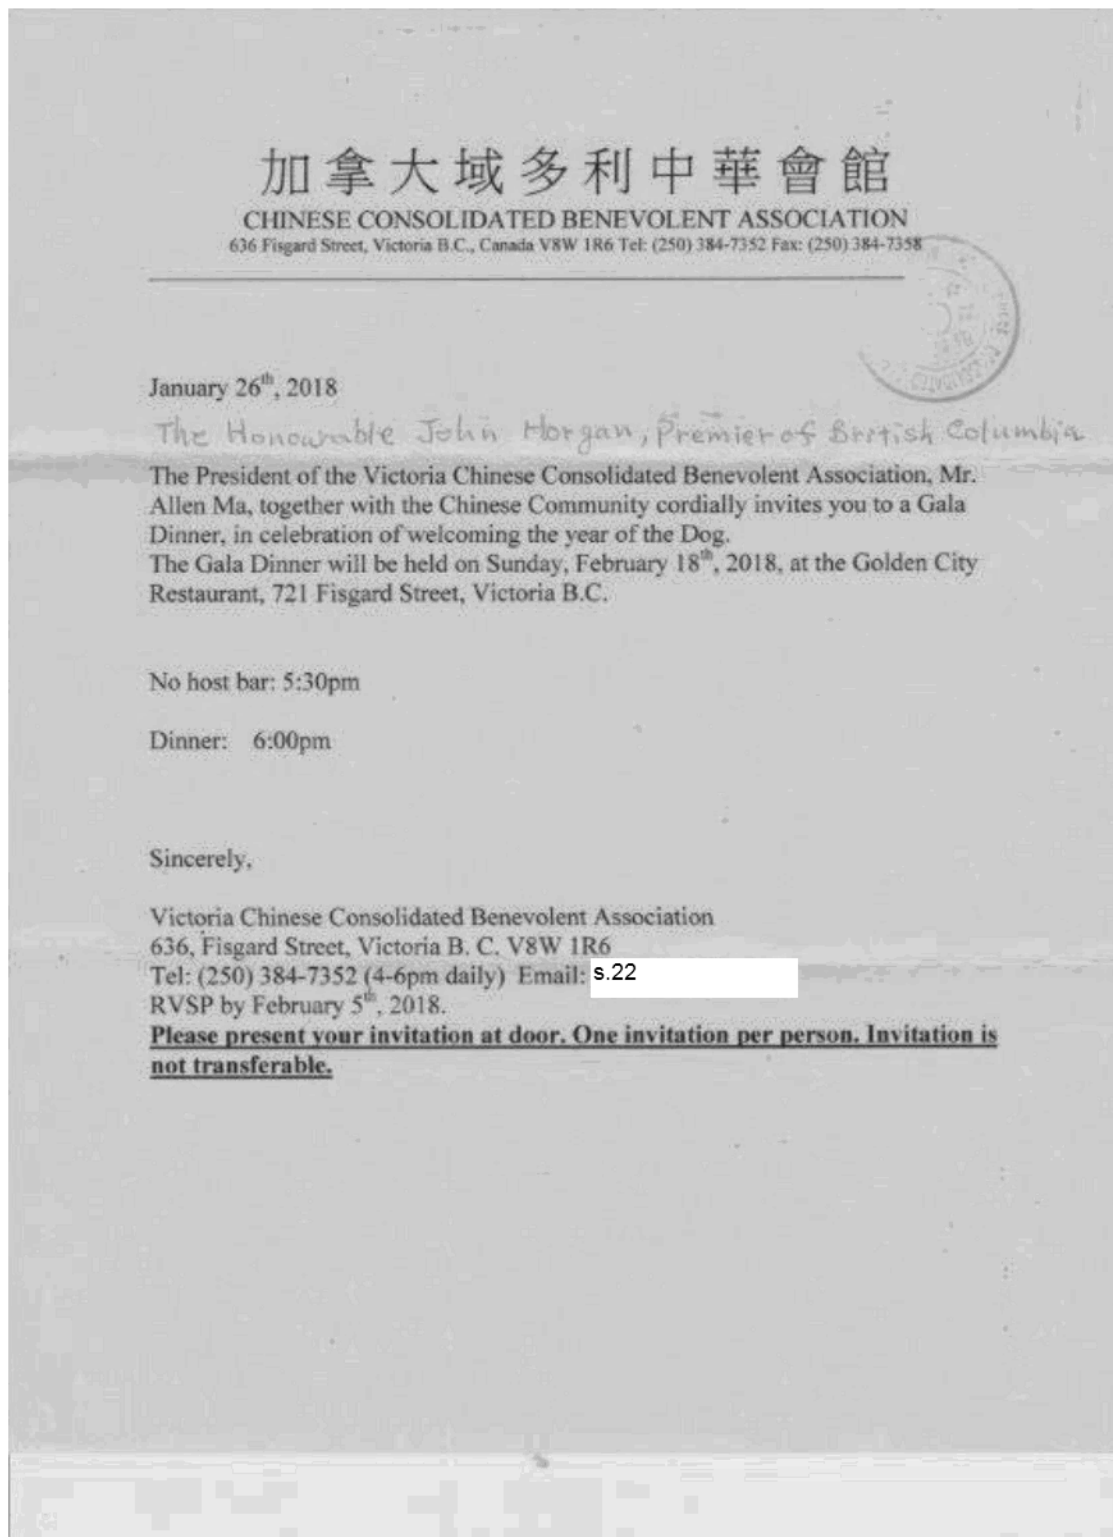 加拿大域多利中華會館
CHINESE CONSOLIDATED BENEVOLENT ASSOCIATION
636 Fisgard Street, Victoria B.C., Canada V8W 1R6 Tel: (250) 384-7352 Fax: (250) 384-7358
January 26th, 2018
The Honourable John Horgan, Premier of British Columbia
The President of the Victoria Chinese Consolidated Benevolent Association, Mr.
Allen Ma, together with the Chinese Community cordially invites you to a Gala
Dinner, in celebration of welcoming the year of the Dog.
The Gala Dinner will be held on Sunday, February 18th, 2018, at the Golden City
Restaurant, 721 Fisgard Street, Victoria B.C.
No host bar: 5:30pm
Dinner: 6:00pm
Sincerely,
Victoria Chinese Consolidated Benevolent Association
636, Fisgard Street, Victoria B. C. V8W 1R6
Tel: (250) 384-7352 (4-6pm daily) Email: s.22
RVSP by February 5th, 2018.
Please present your invitation at door. One invitation per person. Invitation is
not transferable.